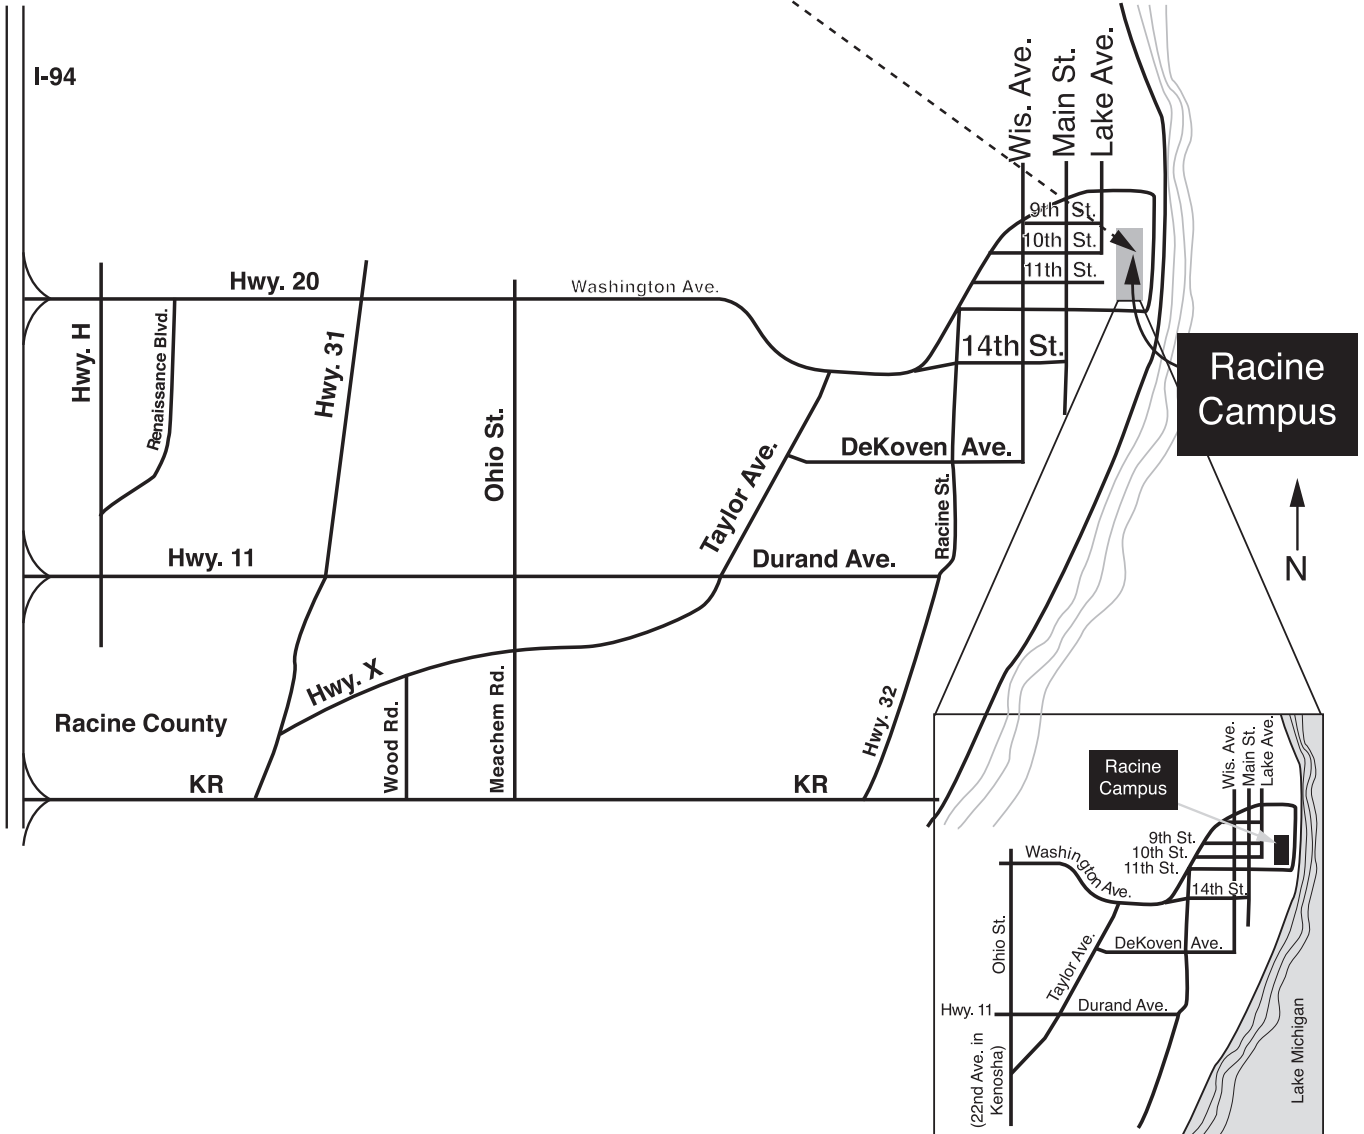 I-94
Wis. Ave.
Main St.
Lake Ave.
9th St.
10th St.
11th St.
Hwy. 20
Washington Ave.
Hwy. H
Renaissance Blvd.
Hwy. 31
14th St.
Racine
Campus
Ohio St.
Taylor Ave.
DeKoven Ave.
Racine St.
Hwy. 11
Durand Ave.
N
Hwy. X
Wood Rd.
Meachem Rd.
Hwy. 32
Racine County
KR
KR
Racine
Campus
Wis. Ave.
Main St.
Lake Ave.
9th St.
10th St.
11th St.
Washington Ave.
14th St.
Ohio St.
Taylor Ave.
DeKoven Ave.
Hwy. 11
Durand Ave.
(22nd Ave. in
Kenosha)
Lake Michigan